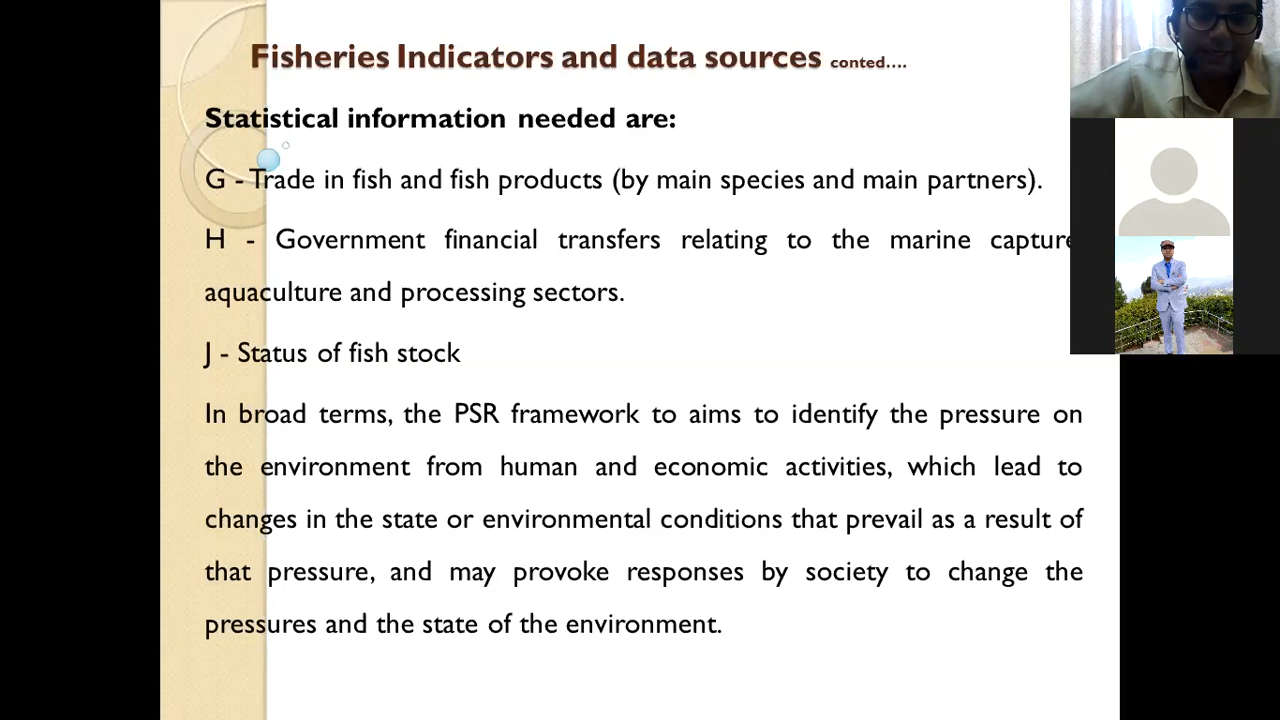 Fisheries Indicators and data sources conted....
Statistical information needed are:
G - Trade in fish and fish products (by main species and main partners).
H - Government financial transfers relating to the marine capture
aquaculture and processing sectors.
J - Status of fish stock
In broad terms, the PSR framework to aims to identify the pressure on
the environment from human and economic activities, which lead to
changes in the state or environmental conditions that prevail as a result of
that pressure, and may provoke responses by society to change the
pressures and the state of the environment.